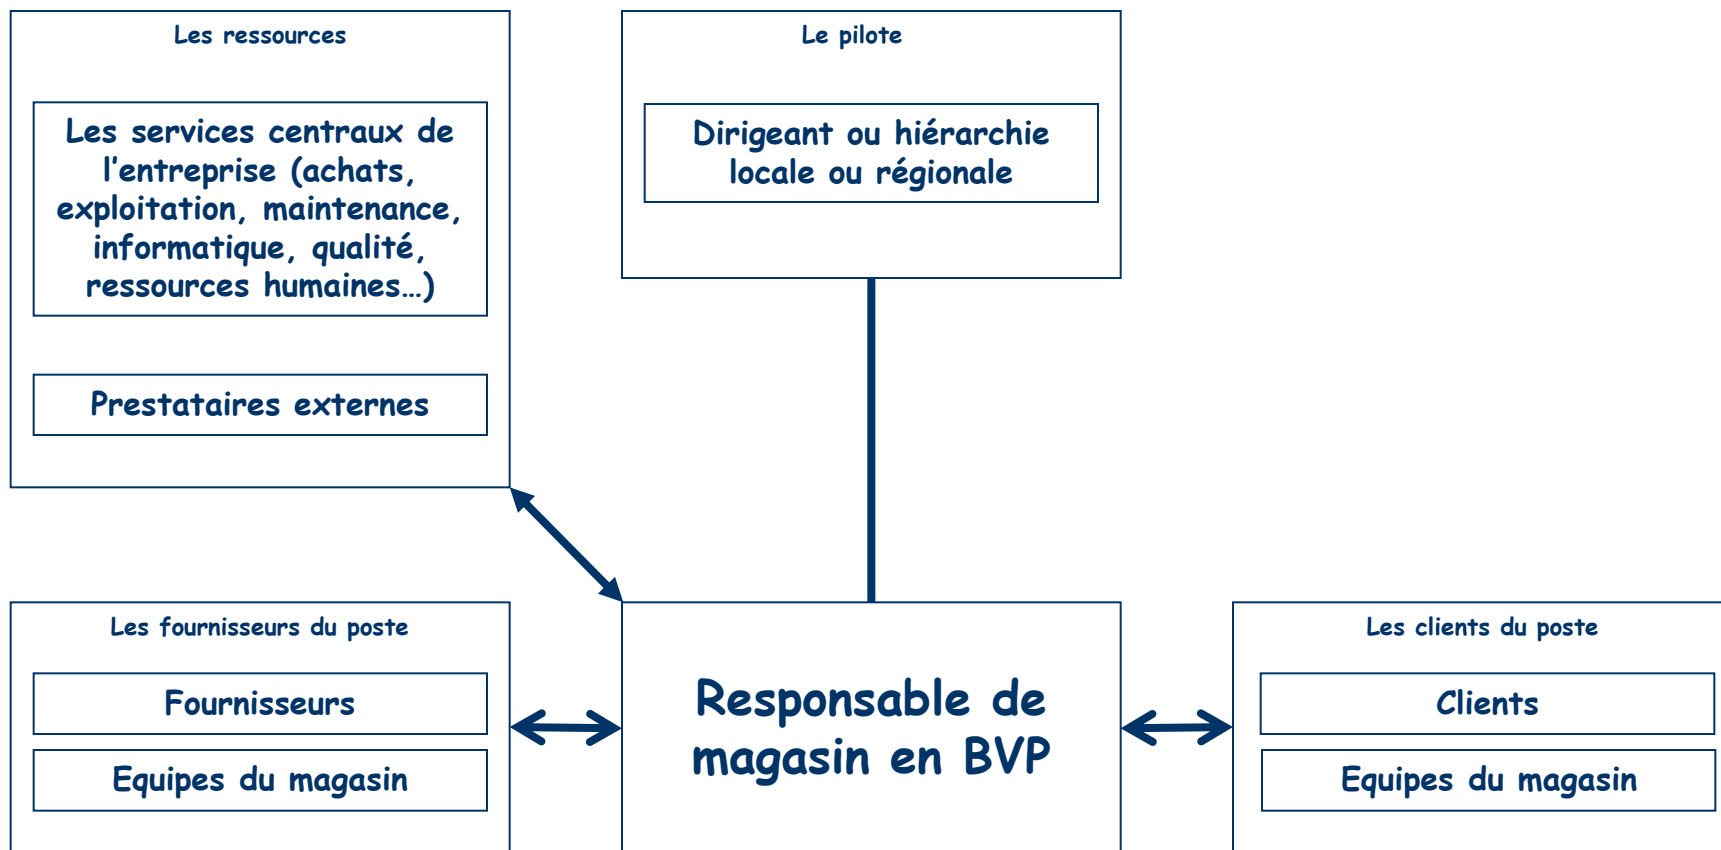 Les ressources
Les services centraux de
l'entreprise (achats,
exploitation, maintenance,
informatique, qualité,
ressources humaines…)
Prestataires externes
Le pilote
Dirigeant ou hiérarchie
locale ou régionale
Les fournisseurs du poste
Fournisseurs
Equipes du magasin
Responsable de
magasin en BVP
Les clients du poste
Clients
Equipes du magasin